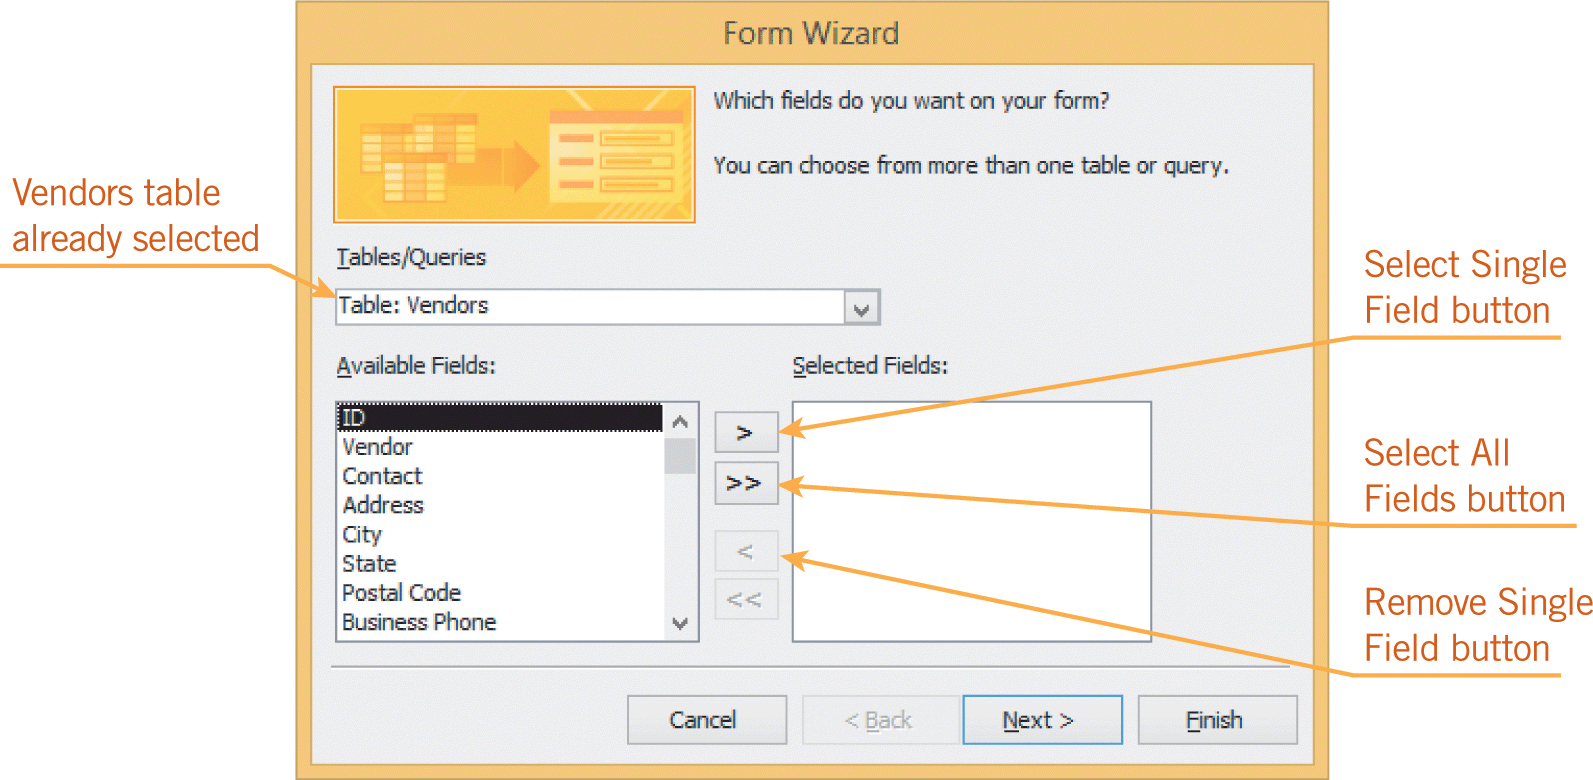 Form Wizard
Which fields do you want on your form?
You can choose from more than one table or query.
Vendors table
already selected
Tables/Queries
Table: Vendors
Select Single
Field button
Available Fields:
Selected Fields:
ID
Vendor
Contact
Address
City
State
Postal Code
Business Phone
>
>>
<
<<
Select All
Fields button
Remove Single
Field button
Cancel
< Back
Next >
Finish